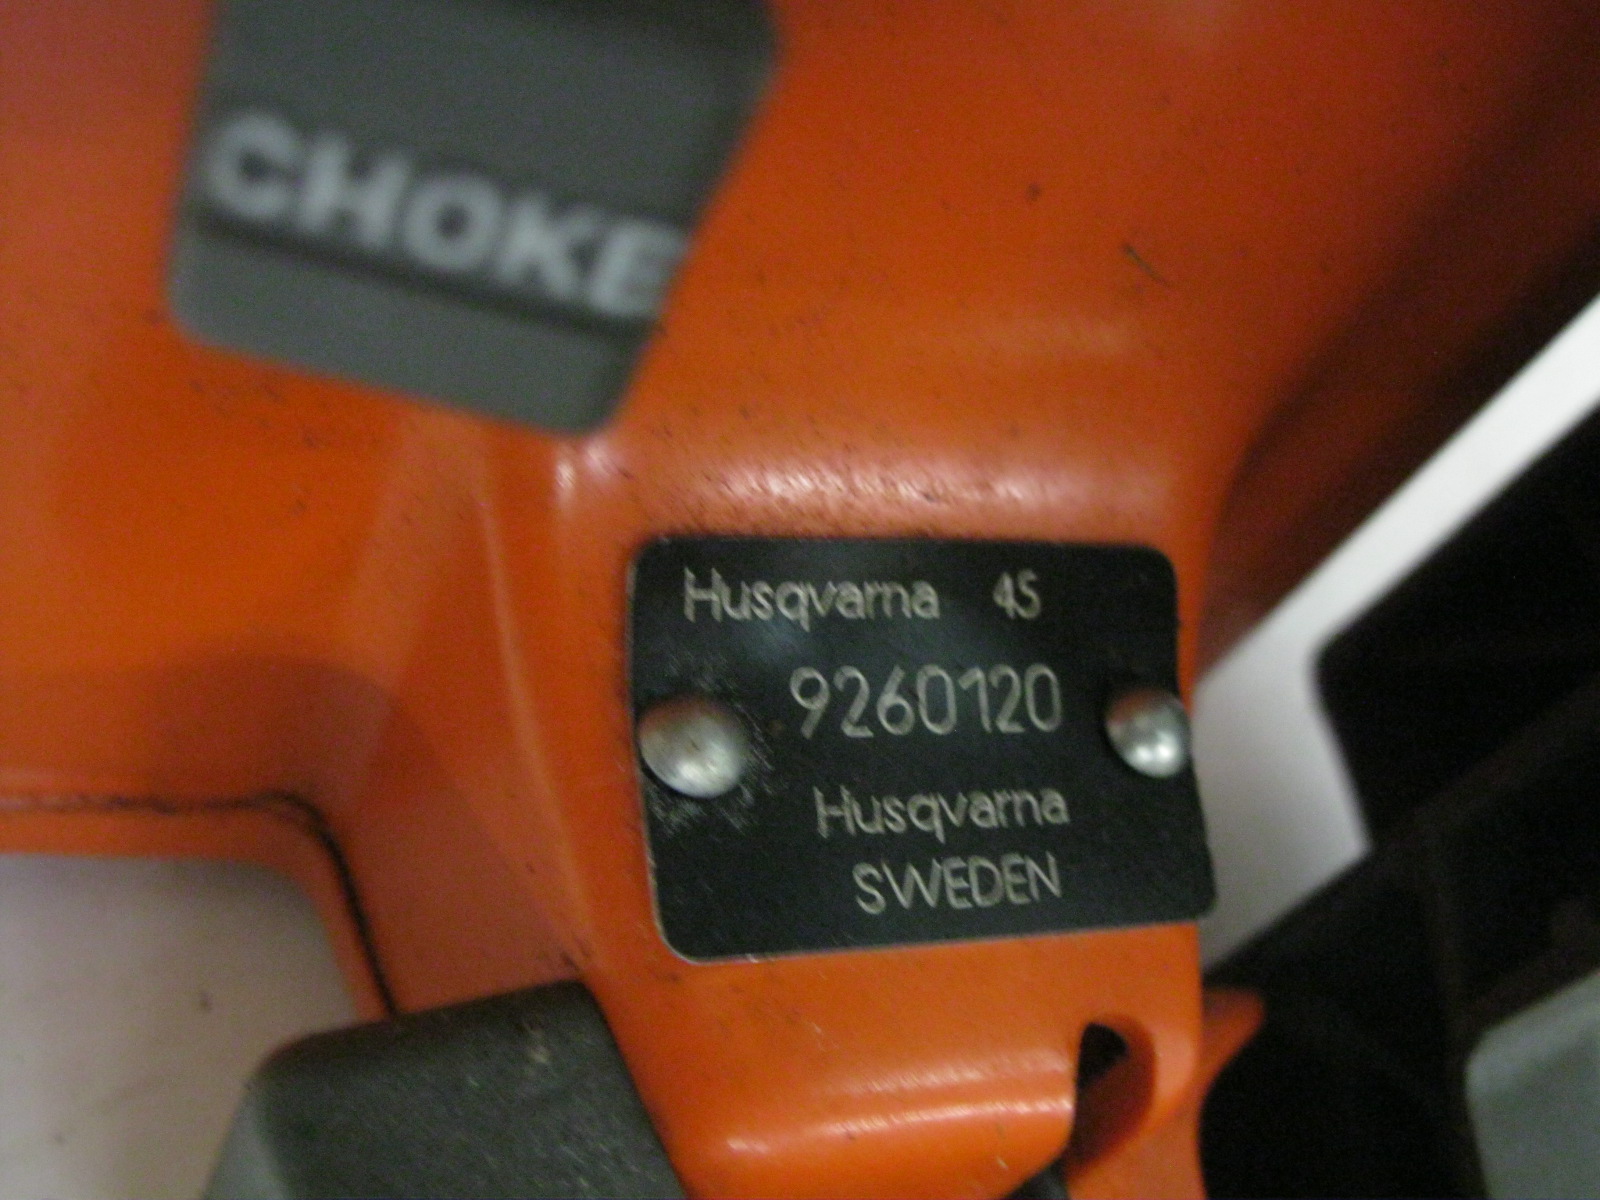 CHOKE
Husqvarna 45
9260120
Husqvarna
SWEDEN